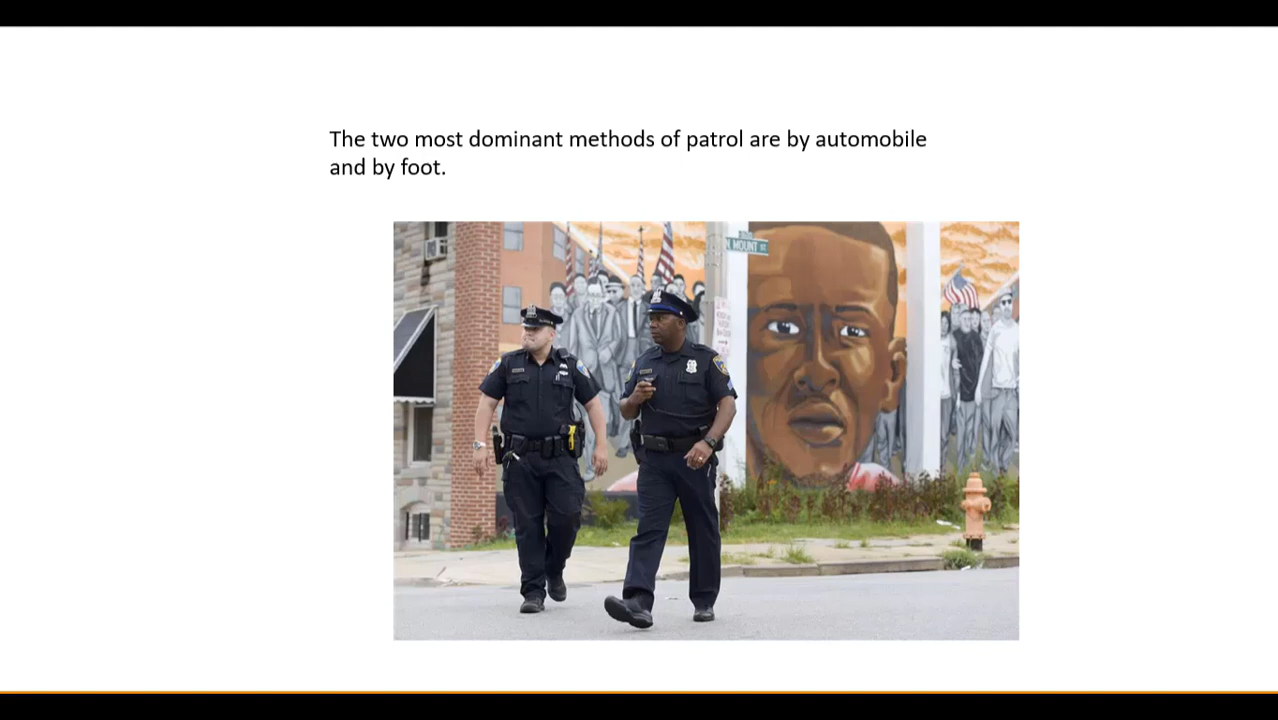 The two most dominant methods of patrol are by automobile
and by foot.
N MOUNT ST.